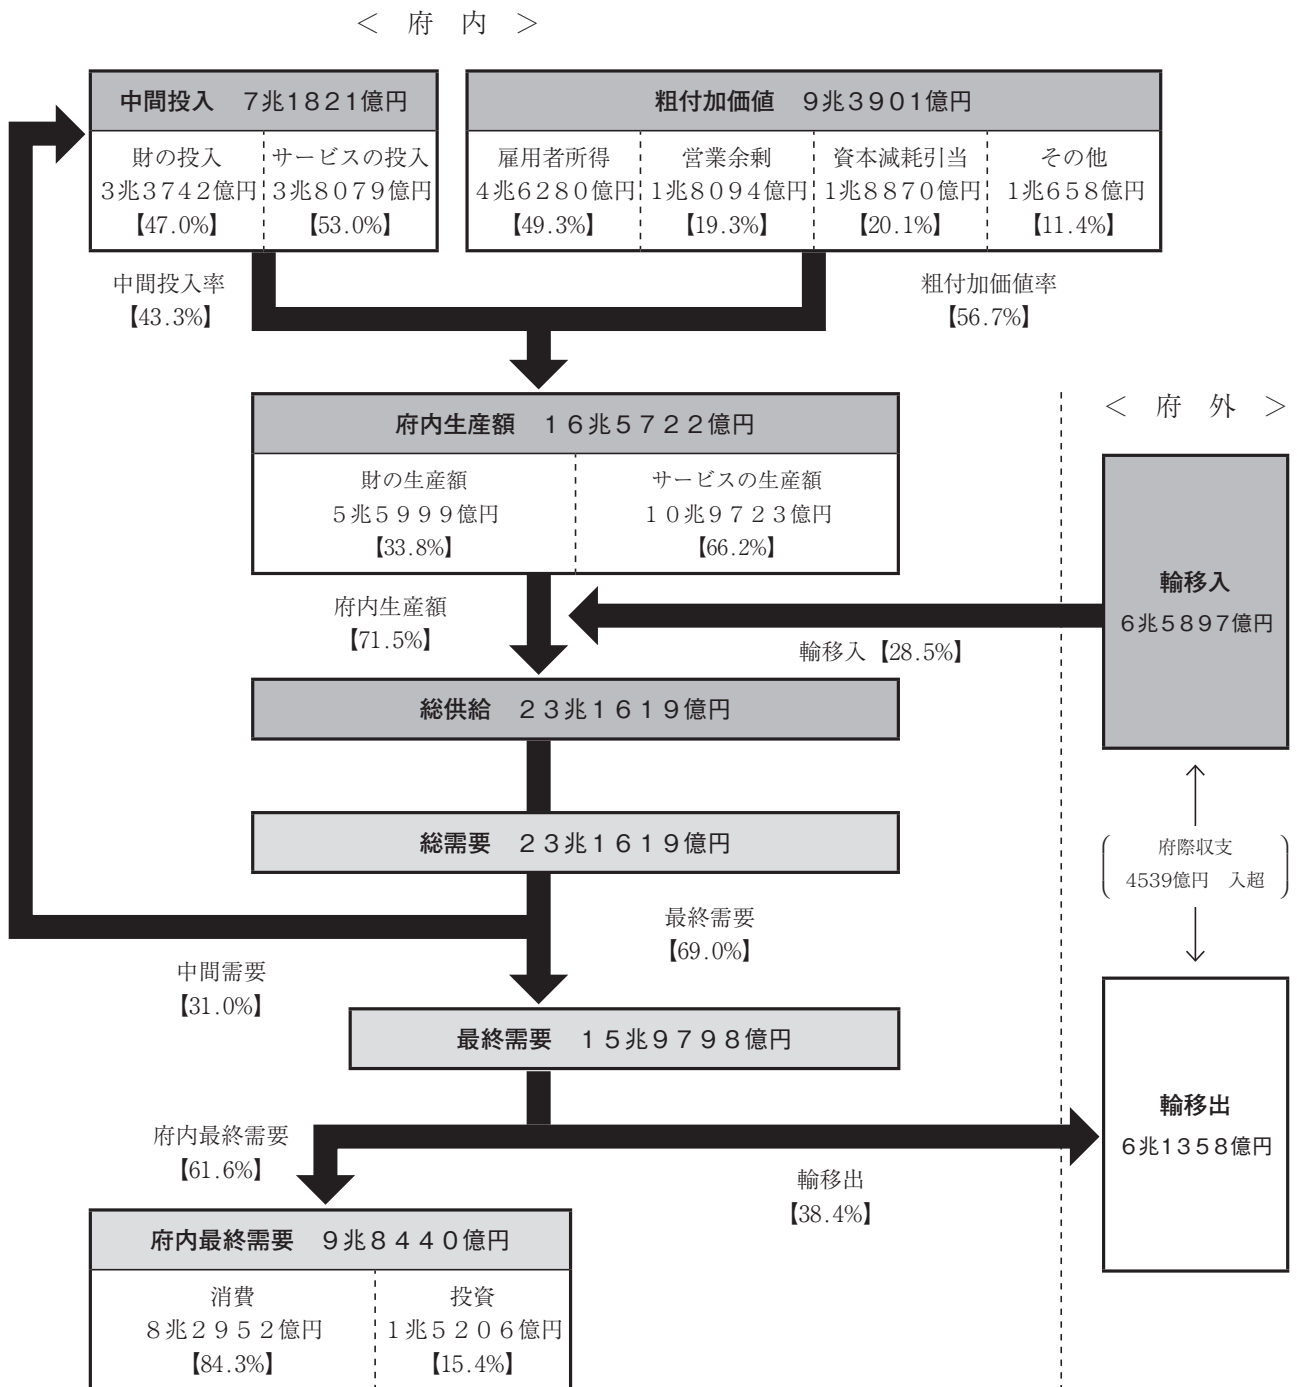 ＜ 府 内 ＞
中間投入 7兆1821億円
財の投入
3兆3742億円
【47.0%】
サービスの投入
3兆8079億円
【53.0%】
粗付加価値 9兆3901億円
雇用者所得
4兆6280億円
【49.3%】
営業余剰
1兆8094億円
【19.3%】
資本減耗引当
1兆8870億円
【20.1%】
その他
1兆658億円
【11.4%】
中間投入率
【43.3%】
粗付加価値率
【56.7%】
府内生産額 16兆5722億円
財の生産額
5兆5999億円
【33.8%】
サービスの生産額
10兆9723億円
【66.2%】
＜ 府 外 ＞
輸移入
6兆5897億円
府内生産額
【71.5%】
輸移入【28.5%】
総供給 23兆1619億円
総需要 23兆1619億円
府際収支
4539億円 入超
最終需要
【69.0%】
中間需要
【31.0%】
最終需要 15兆9798億円
輸移出
6兆1358億円
府内最終需要
【61.6%】
輸移出
【38.4%】
府内最終需要 9兆8440億円
消費
8兆2952億円
【84.3%】
投資
1兆5206億円
【15.4%】